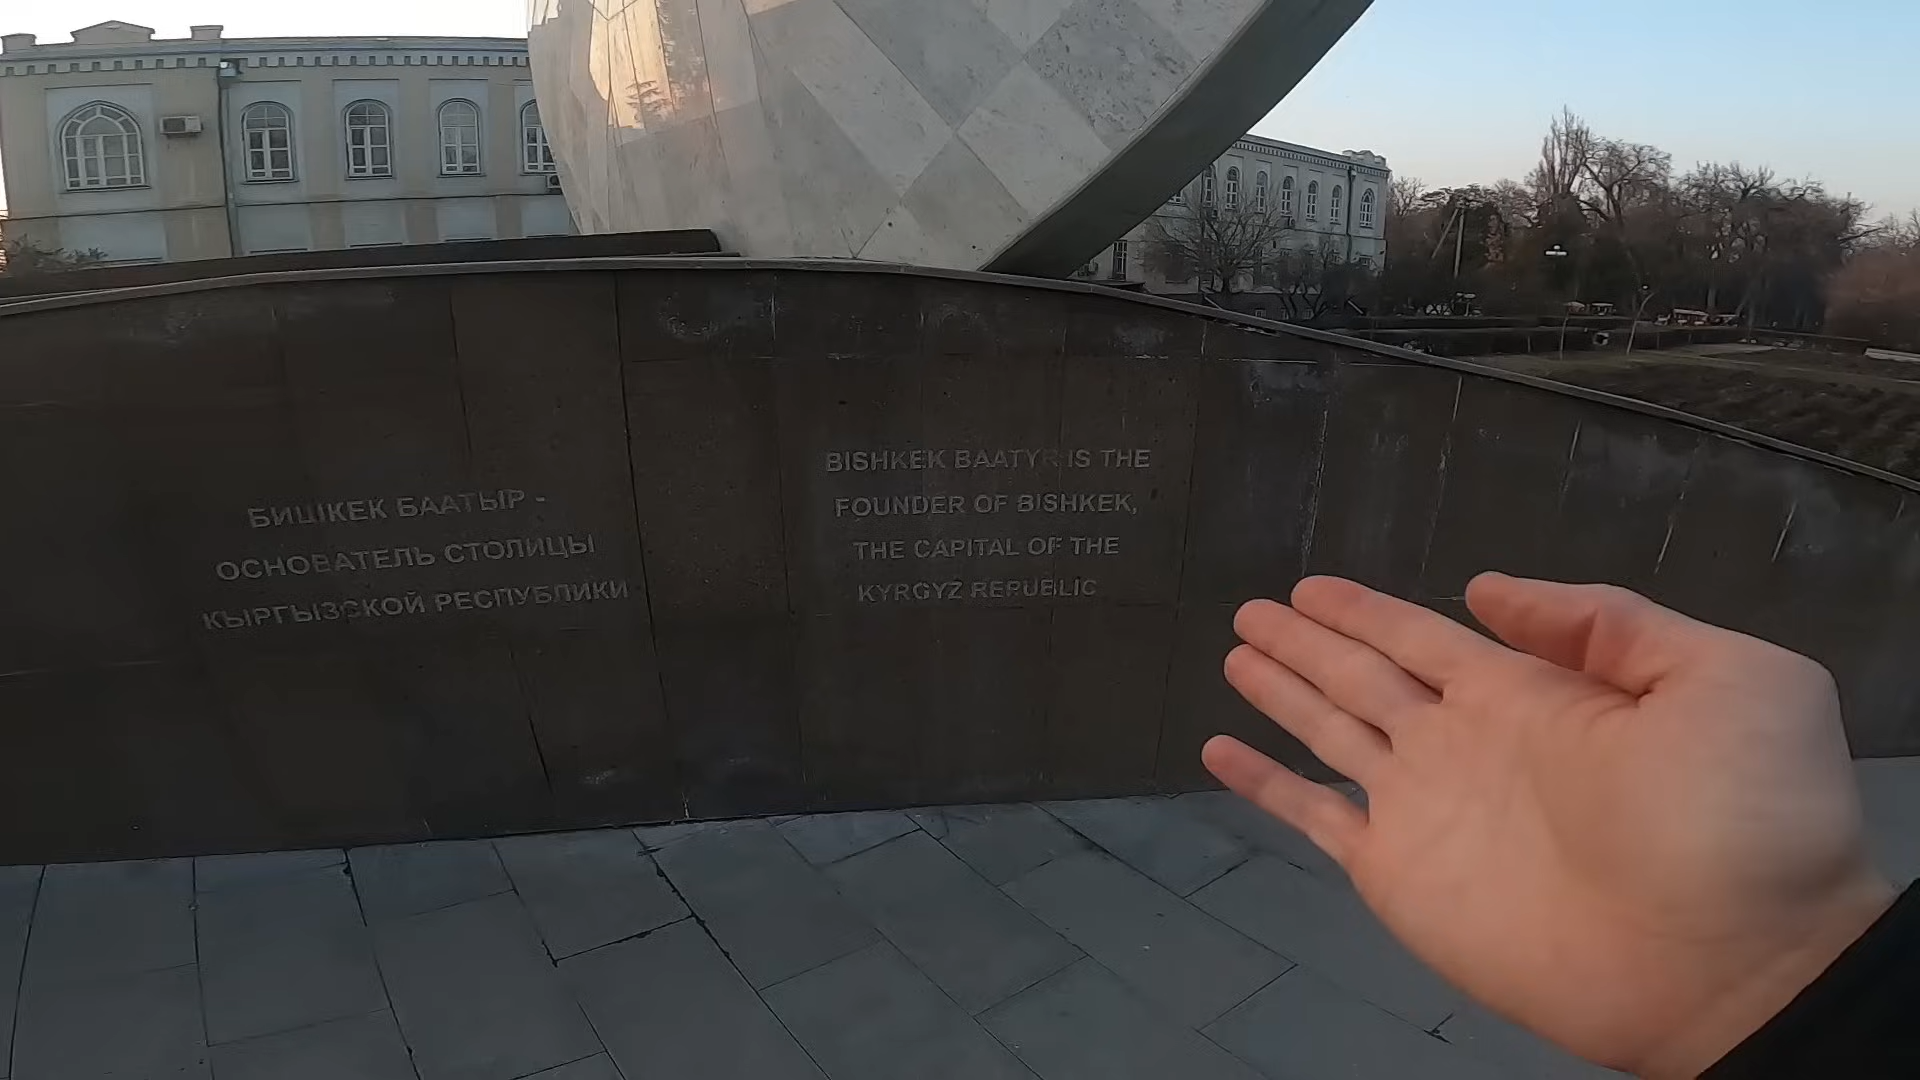 БИШКЕК БААТЫР -
ОСНОВАТЕЛЬ СТОЛИЦЫ
КЫРГЫЗСКОЙ РЕСПУБЛИКИ
BISHKEK BAATYR IS THE
FOUNDER OF BISHKEK,
THE CAPITAL OF THE
KYRGYZ REPUBLIC